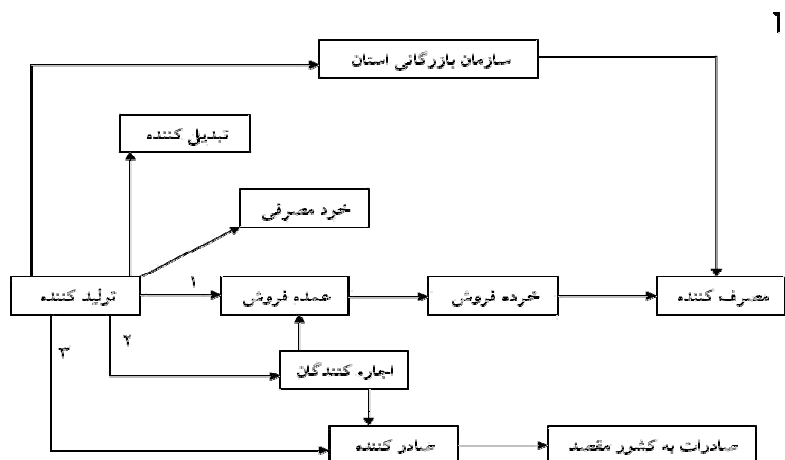 1
سازمان بازرگانی استان
تبدیل کننده
خرد مصرفی
تولید کننده
۱
عمده فروش
خرده فروش
مصرف کننده
۲
۳
اجاره کنندگان
صادر کننده
صادرات به کشور مقصد